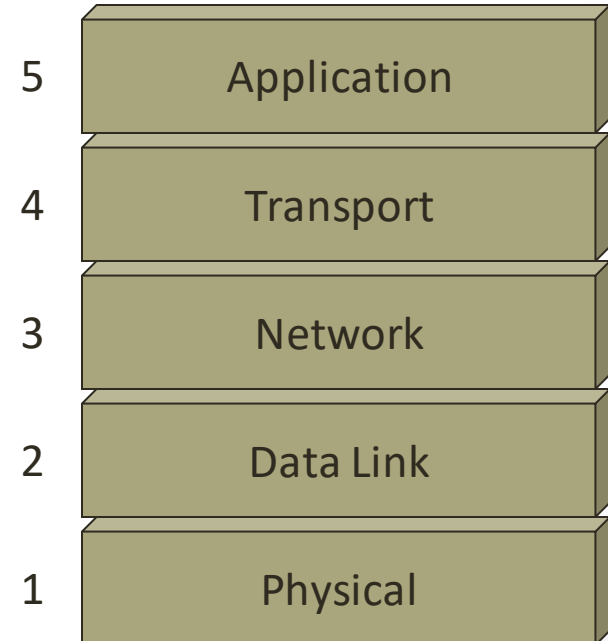 5 Application
4 Transport
3 Network
2 Data Link
1 Physical